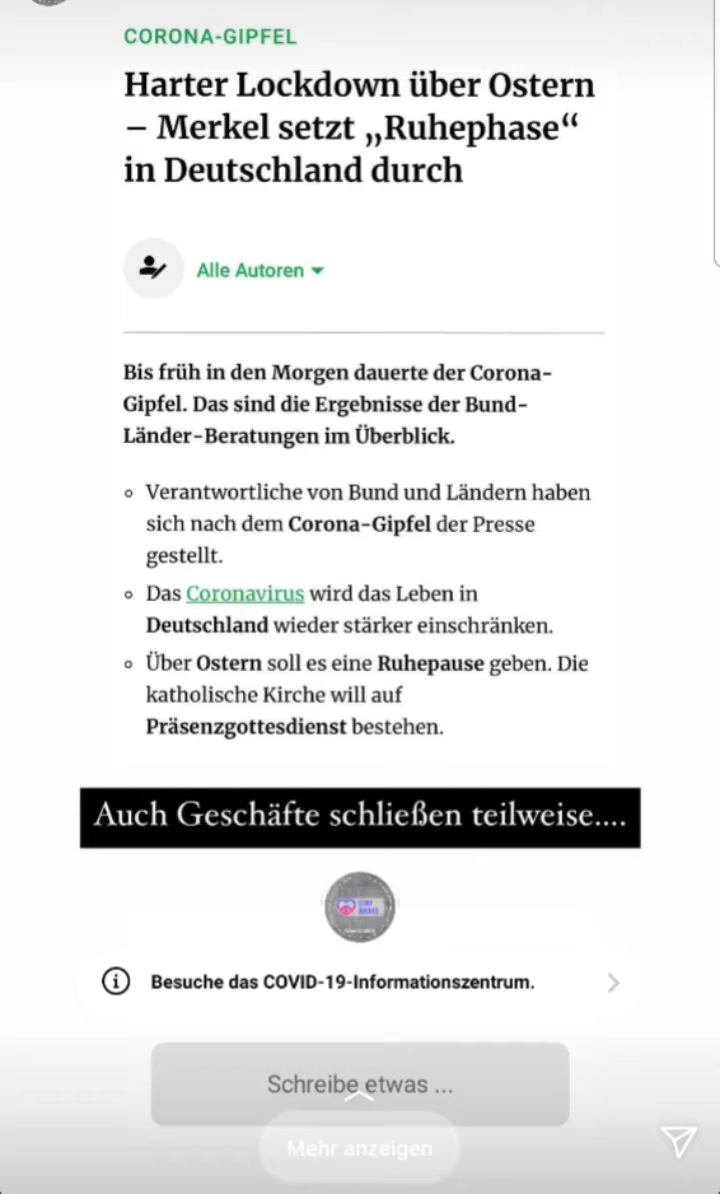 CORONA-GIPFEL
Harter Lockdown über Ostern
– Merkel setzt „Ruhephase“
in Deutschland durch
Alle Autoren
Bis früh in den Morgen dauerte der Corona-
Gipfel. Das sind die Ergebnisse der Bund-
Länder-Beratungen im Überblick.
Verantwortliche von Bund und Ländern haben
sich nach dem Corona-Gipfel der Presse
gestellt.
Das Coronavirus wird das Leben in
Deutschland wieder stärker einschränken.
Über Ostern soll es eine Ruhepause geben. Die
katholische Kirche will auf
Präsenzgottesdienst bestehen.
Auch Geschäfte schließen teilweise....
Besuche das COVID-19-Informationszentrum.
Schreibe etwas ...
Mehr anzeigen